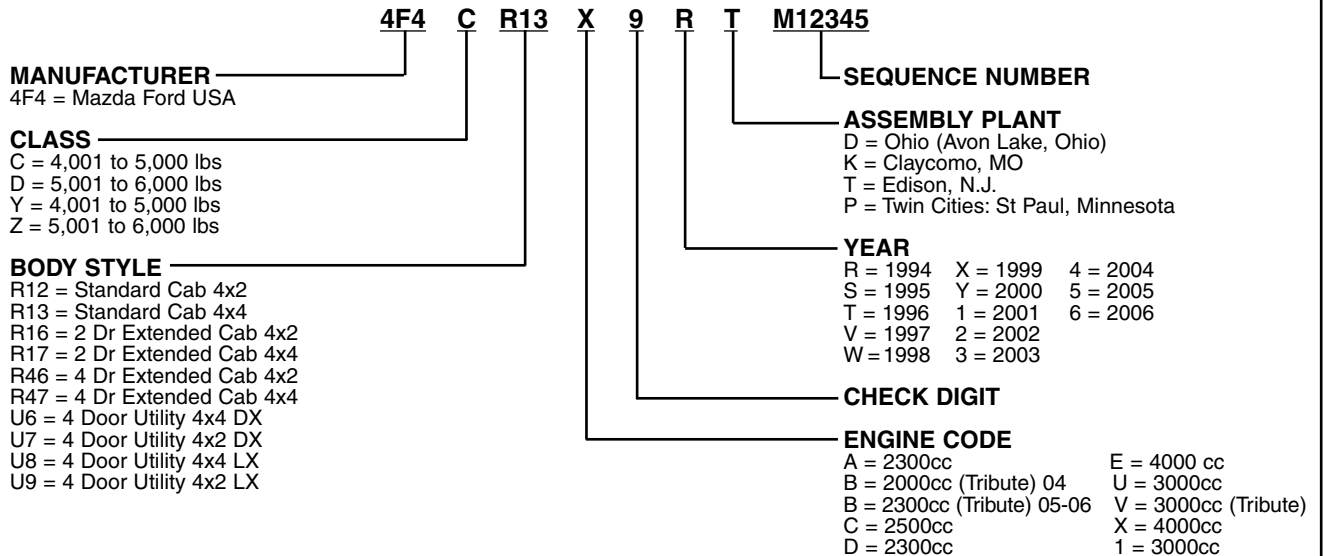 4F4 C R13 X 9 R T M12345
MANUFACTURER
4F4 = Mazda Ford USA
CLASS
C = 4,001 to 5,000 lbs
D = 5,001 to 6,000 lbs
Y = 4,001 to 5,000 lbs
Z = 5,001 to 6,000 lbs
BODY STYLE
R12 = Standard Cab 4x2
R13 = Standard Cab 4x4
R16 = 2 Dr Extended Cab 4x2
R17 = 2 Dr Extended Cab 4x4
R46 = 4 Dr Extended Cab 4x2
R47 = 4 Dr Extended Cab 4x4
U6 = 4 Door Utility 4x4 DX
U7 = 4 Door Utility 4x2 DX
U8 = 4 Door Utility 4x4 LX
U9 = 4 Door Utility 4x2 LX
SEQUENCE NUMBER
ASSEMBLY PLANT
D = Ohio (Avon Lake, Ohio)
K = Claycomo, MO
T = Edison, N.J.
P = Twin Cities: St Paul, Minnesota
YEAR
R = 1994 X = 1999 4 = 2004
S = 1995 Y = 2000 5 = 2005
T = 1996 1 = 2001 6 = 2006
V = 1997 2 = 2002
W = 1998 3 = 2003
CHECK DIGIT
ENGINE CODE
A = 2300cc E = 4000 cc
B = 2000cc (Tribute) 04 U = 3000cc
B = 2300cc (Tribute) 05-06 V = 3000cc (Tribute)
C = 2500cc X = 4000cc
D = 2300cc 1 = 3000cc